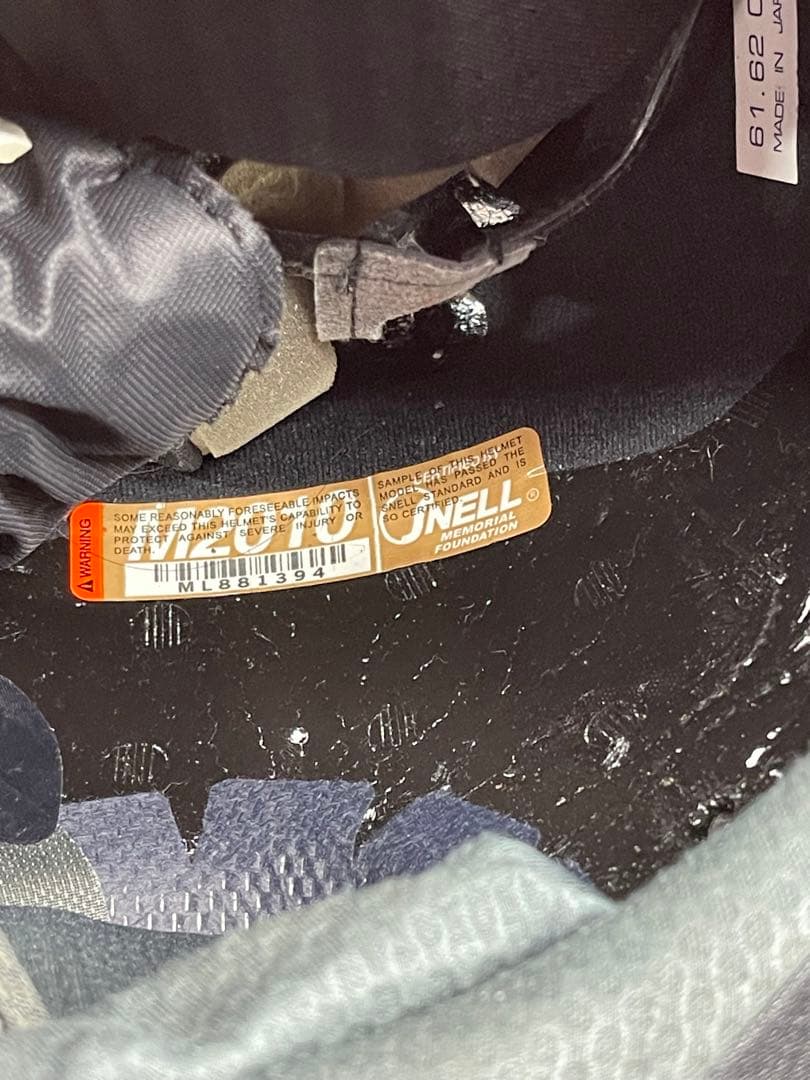 61.62 C
MADE IN JAP
WARNING
SOME REASONABLY FORESEEABLE IMPACTS
MAY EXCEED THIS HELMET'S CAPABILITY TO
PROTECT AGAINST SEVERE INJURY OR
DEATH.
M2010
ML881394
SAMPLE OF THIS HELMET
MODEL HAS PASSED THE
SNELL STANDARD AND IS
SO CERTIFIED.
SNELL®
MEMORIAL
FOUNDATION